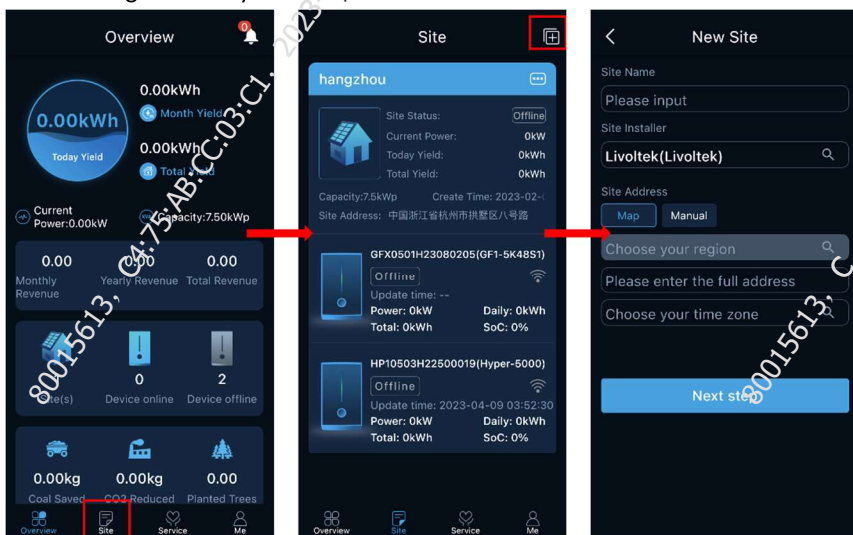 Overview
0.00kWh
Month Yield
0.00kWh
Today Yield
0.00kWh
Total Yield
Current
Power:0.00kW
Capacity:7.50kWp
0.00
0.00
0.00
Monthly
Revenue
Yearly Revenue
Total Revenue
0
2
Site(s)
Device online
Device offline
0.00kg
0.00kg
0.00
Coal Saved
CO2 Reduced
Planted Trees
Overview
Site
Service
Me
Site
hangzhou
Site Status:
Offline
Current Power:
0kW
Today Yield:
0kWh
Total Yield:
0kWh
Capacity:7.5kWp
Create Time: 2023-02-
Site Address: 中国浙江省杭州市拱墅区八号路
GFX0501H23080205(GF1-5K48S1)
Offline
Update time: --
Power: 0kW
Daily: 0kWh
Total: 0kWh
SoC: 0%
HP10503H22500019(Hyper-5000)
Offline
Update time: 2023-04-09 03:52:30
Power: 0kW
Daily: 0kWh
Total: 0kWh
SoC: 0%
Overview
Site
Service
Me
New Site
Site Name
Please input
Site Installer
Livoltek(Livoltek)
Site Address
Map
Manual
Choose your region
Please enter the full address
Choose your time zone
Next step
80015613, C4:75:AB:CC:03:C1, 2023
80015613, C